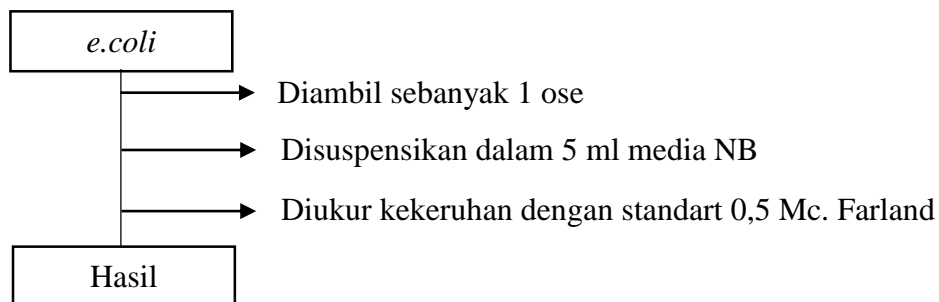 e.coli
Diambil sebanyak 1 ose
Disuspensikan dalam 5 ml media NB
Diukur kekeruhan dengan standart 0,5 Mc. Farland
Hasil